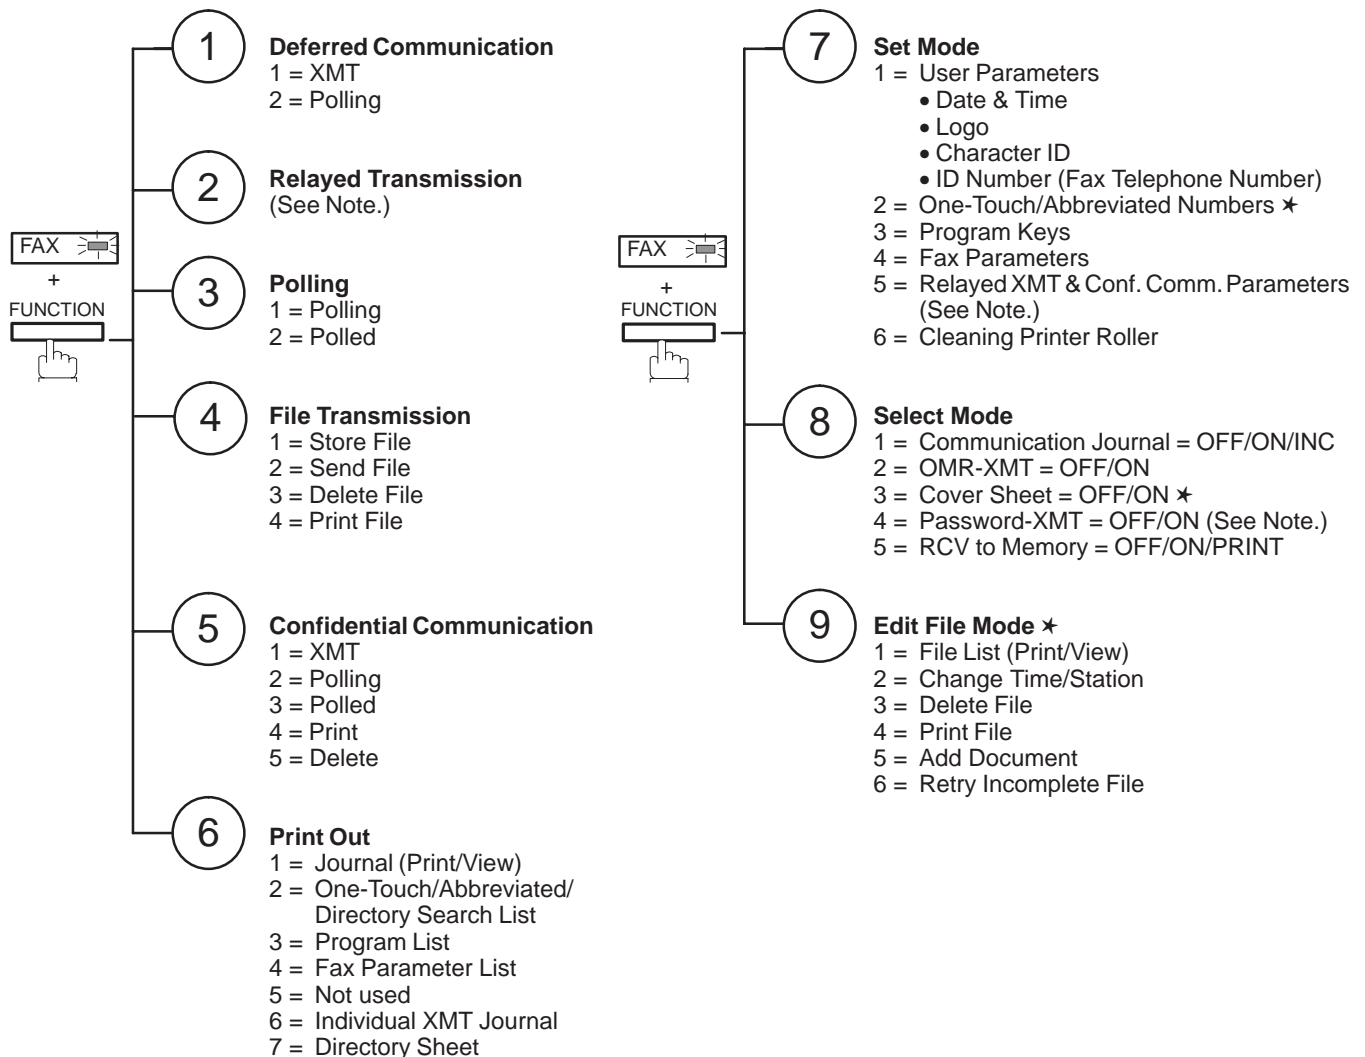 1
Deferred Communication
1 = XMT
2 = Polling
2
Relayed Transmission
(See Note.)
FAX
+
FUNCTION
3
Polling
1 = Polling
2 = Polled
4
File Transmission
1 = Store File
2 = Send File
3 = Delete File
4 = Print File
5
Confidential Communication
1 = XMT
2 = Polling
3 = Polled
4 = Print
5 = Delete
6
Print Out
1 = Journal (Print/View)
2 = One-Touch/Abbreviated/
Directory Search List
3 = Program List
4 = Fax Parameter List
5 = Not used
6 = Individual XMT Journal
7 = Directory Sheet
FAX
+
FUNCTION
7
Set Mode
1 = User Parameters
• Date & Time
• Logo
• Character ID
• ID Number (Fax Telephone Number)
2 = One-Touch/Abbreviated Numbers ✶
3 = Program Keys
4 = Fax Parameters
5 = Relayed XMT & Conf. Comm. Parameters
(See Note.)
6 = Cleaning Printer Roller
8
Select Mode
1 = Communication Journal = OFF/ON/INC
2 = OMR-XMT = OFF/ON
3 = Cover Sheet = OFF/ON ✶
4 = Password-XMT = OFF/ON (See Note.)
5 = RCV to Memory = OFF/ON/PRINT
9
Edit File Mode ✶
1 = File List (Print/View)
2 = Change Time/Station
3 = Delete File
4 = Print File
5 = Add Document
6 = Retry Incomplete File